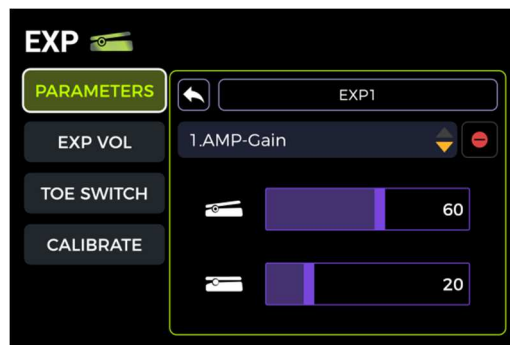 EXP
PARAMETERS
EXP VOL
TOE SWITCH
CALIBRATE
EXP1
1.AMP-Gain
60
20